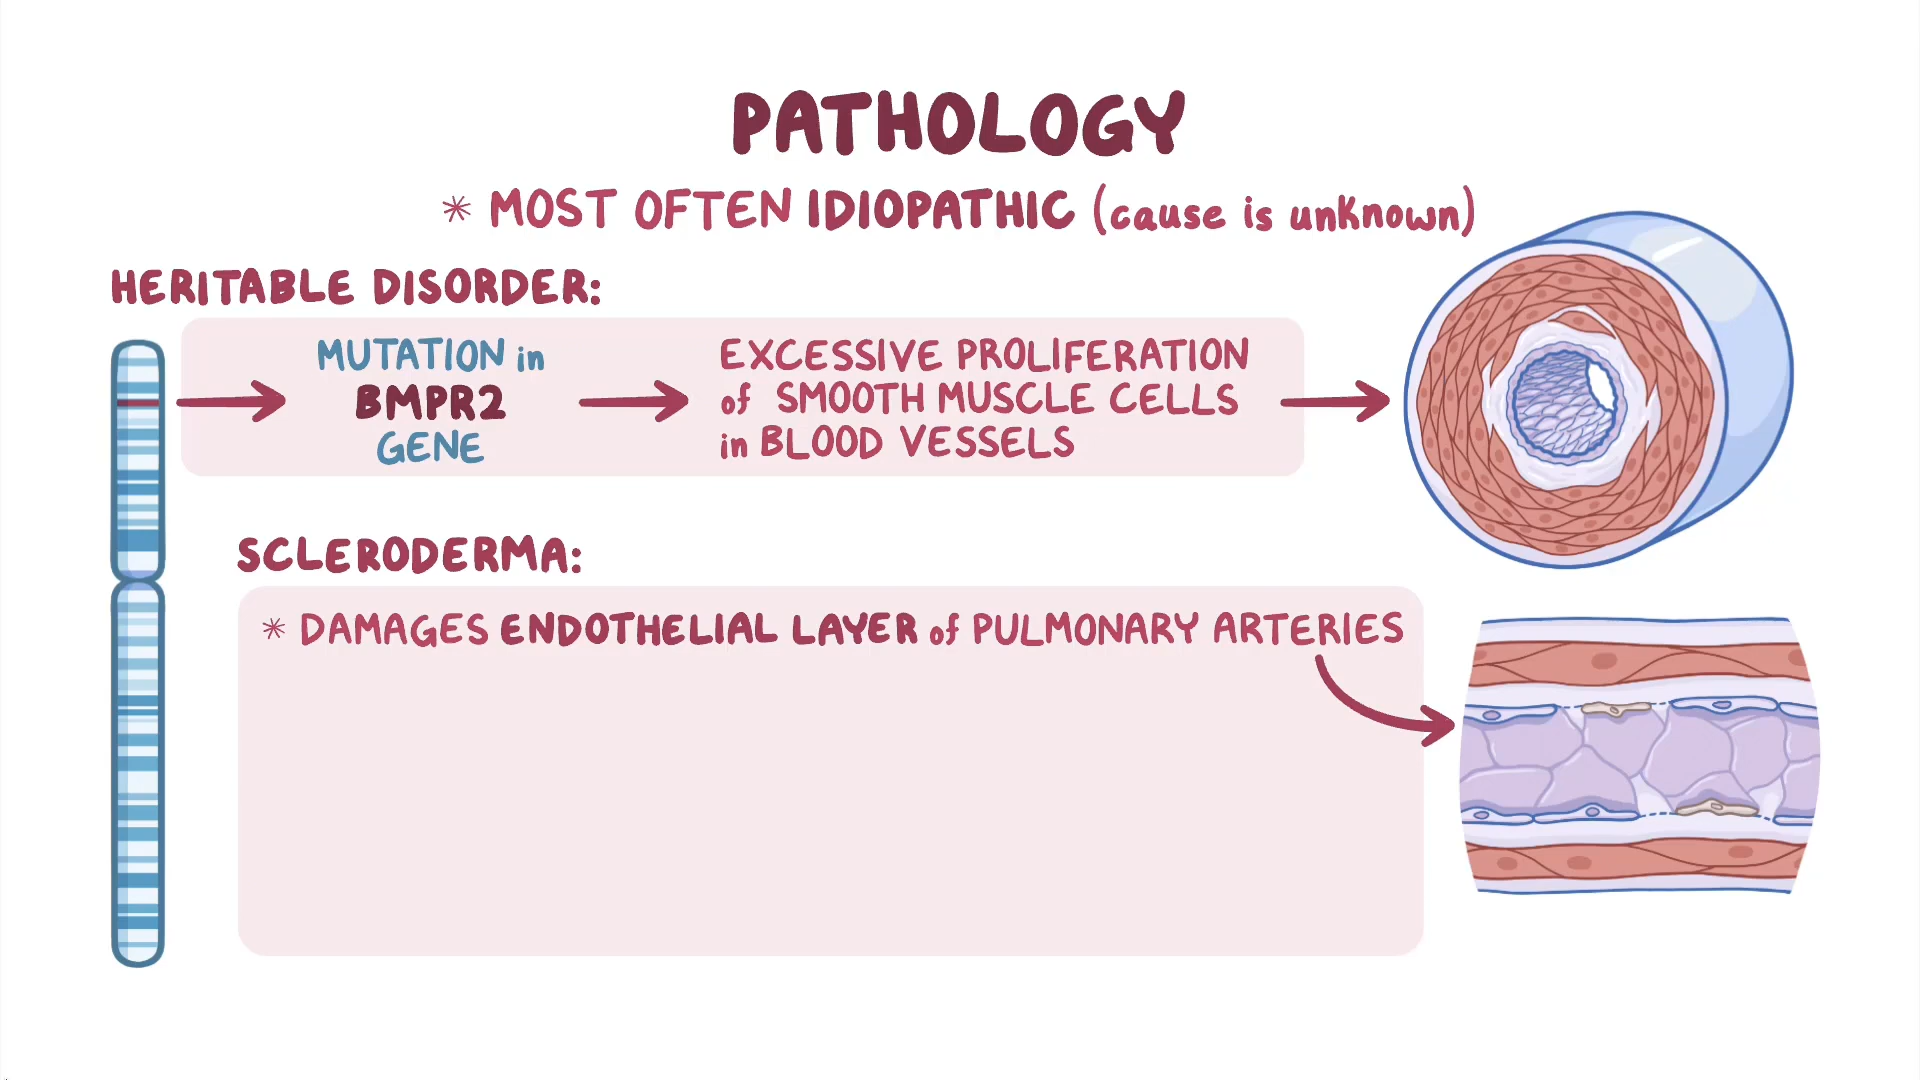 PATHOLOGY
* MOST OFTEN IDIOPATHIC (cause is unknown)
HERITABLE DISORDER:
MUTATION in
BMPR2
GENE
EXCESSIVE PROLIFERATION
of SMOOTH MUSCLE CELLS
in BLOOD VESSELS
SCLERODERMA:
* DAMAGES ENDOTHELIAL LAYER of PULMONARY ARTERIES